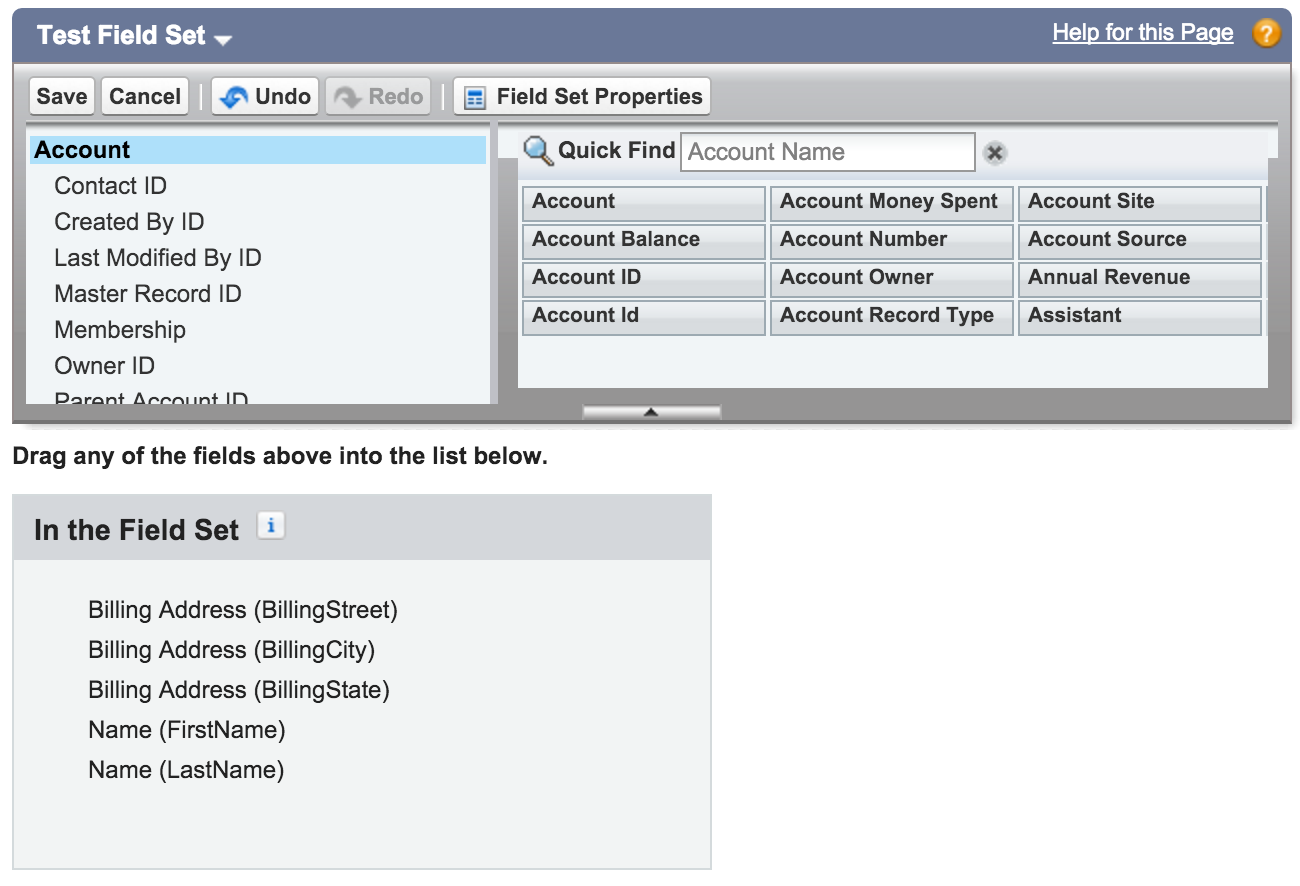 Test Field Set
Help for this Page
?
Save Cancel Undo Redo Field Set Properties
Account
Contact ID
Created By ID
Last Modified By ID
Master Record ID
Membership
Owner ID
Parent Account ID
Quick Find Account Name
Account Account Money Spent Account Site
Account Balance Account Number Account Source
Account ID Account Owner Annual Revenue
Account Id Account Record Type Assistant
Drag any of the fields above into the list below.
In the Field Set i
Billing Address (BillingStreet)
Billing Address (BillingCity)
Billing Address (BillingState)
Name (FirstName)
Name (LastName)